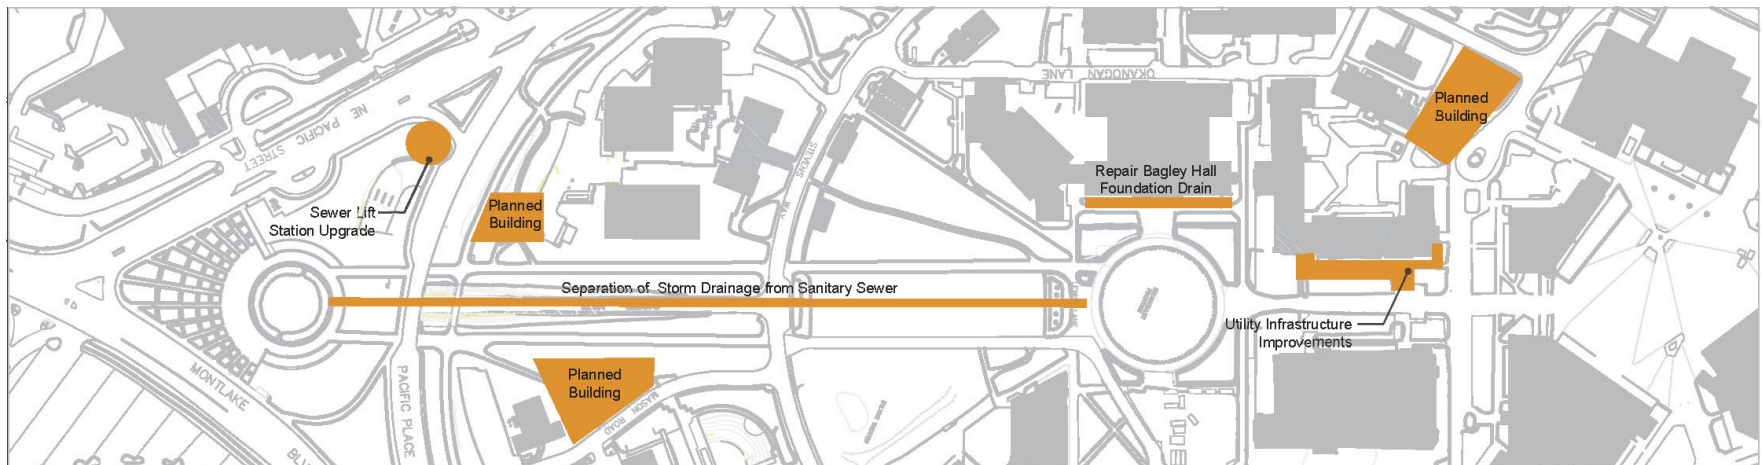 OKANOGAN
LANE
NE PACIFIC STREET
STEVENS
WAY
Planned
Building
Repair Bagley Hall
Foundation Drain
Sewer Lift
Station Upgrade
Planned
Building
Separation of Storm Drainage from Sanitary Sewer
Utility Infrastructure
Improvements
Planned
Building
MONTLAKE
PACIFIC PLACE
MASON
ROAD